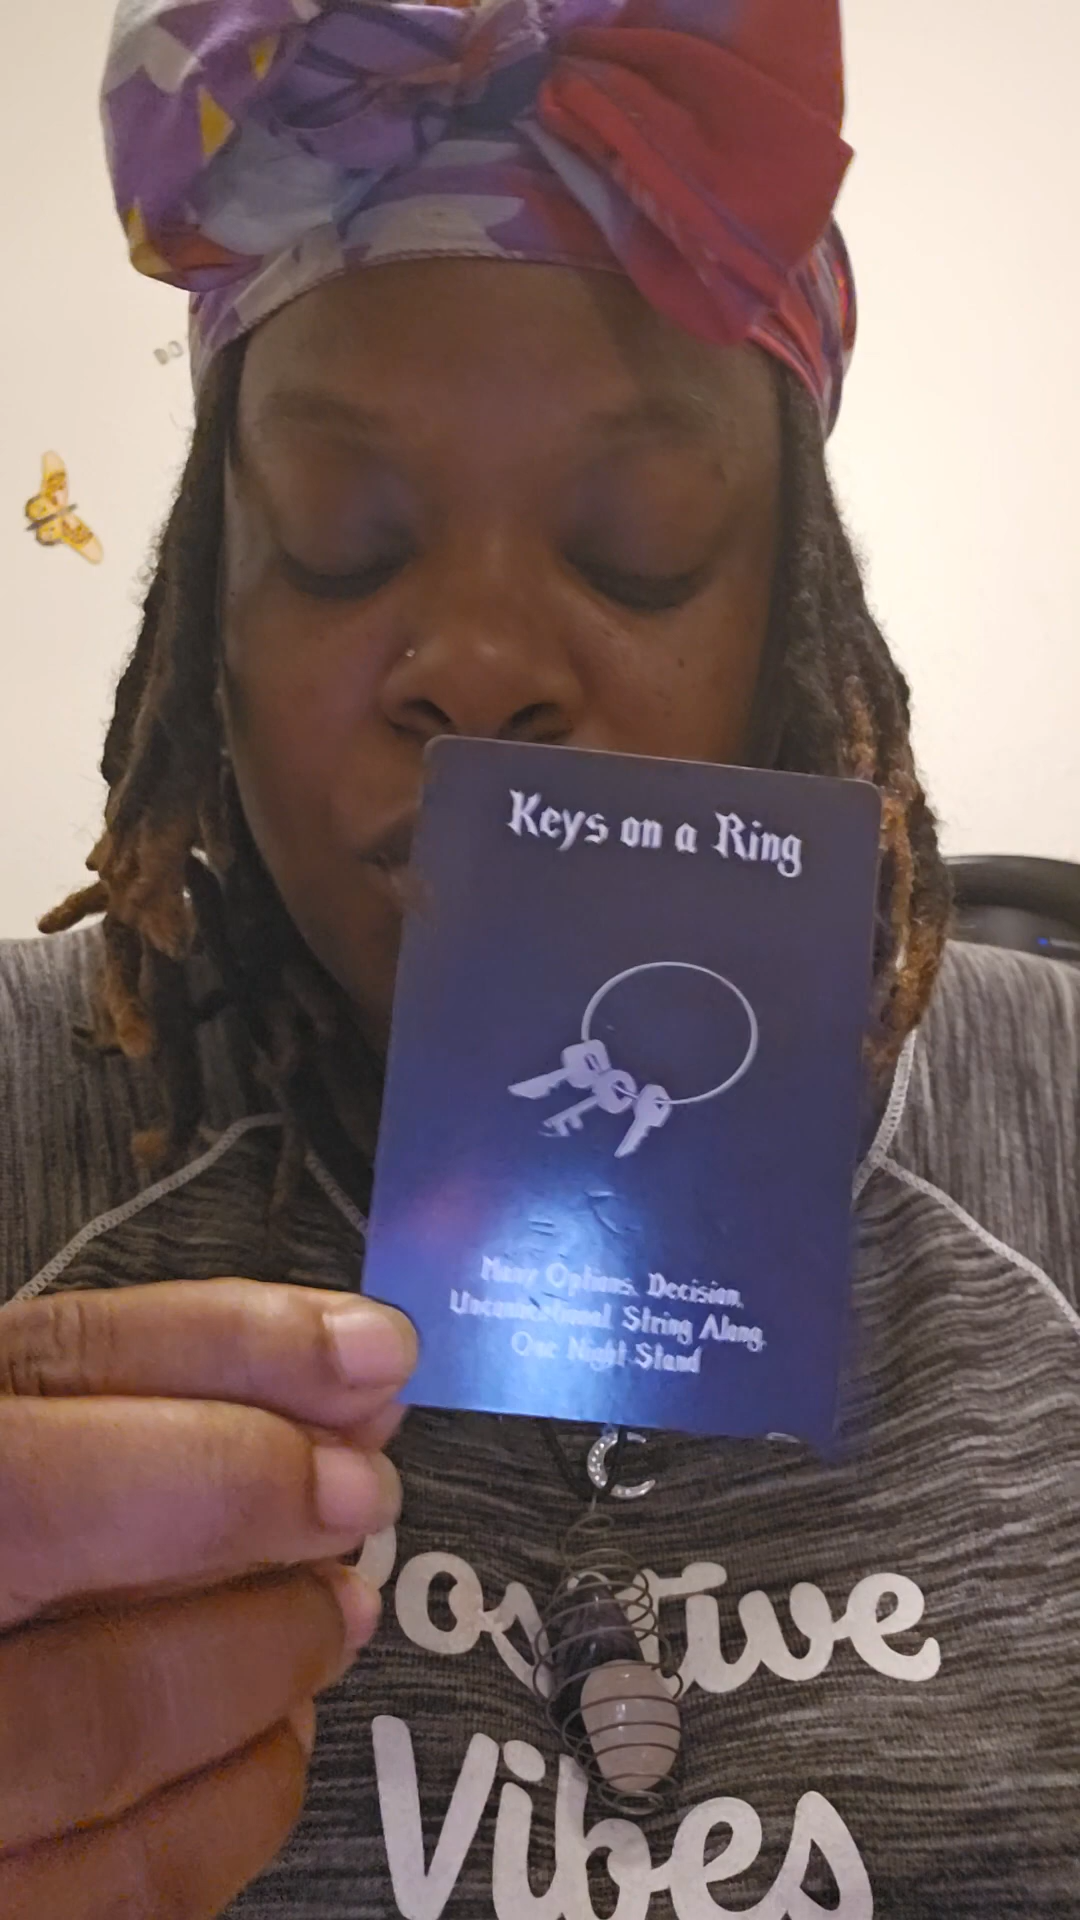 Keys on a Ring
Many Options, Decision,
Unconventional String Along,
One Night Stand
Positive
Vibes